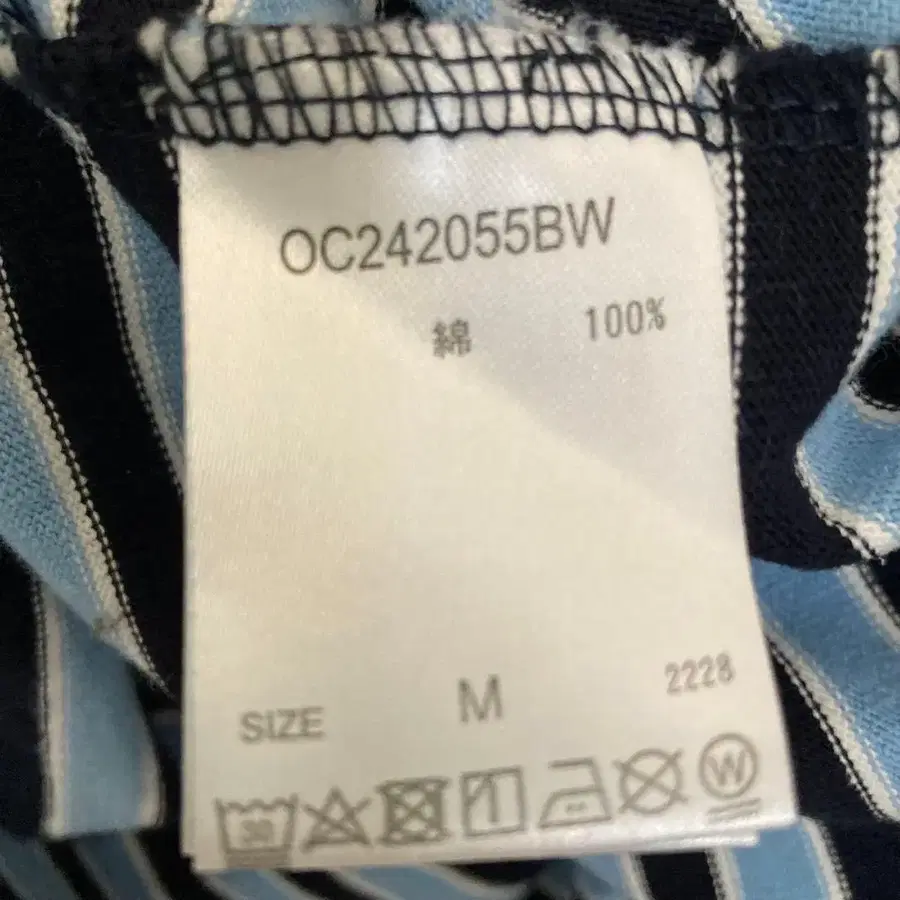 OC242055BW
綿 100%
SIZE M 2228
30 W